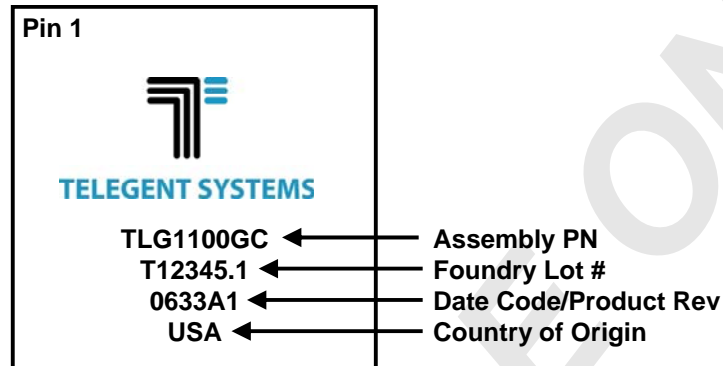 Pin 1
TELEGENT SYSTEMS
TLG1100GC Assembly PN
T12345.1 Foundry Lot #
0633A1 Date Code/Product Rev
USA Country of Origin